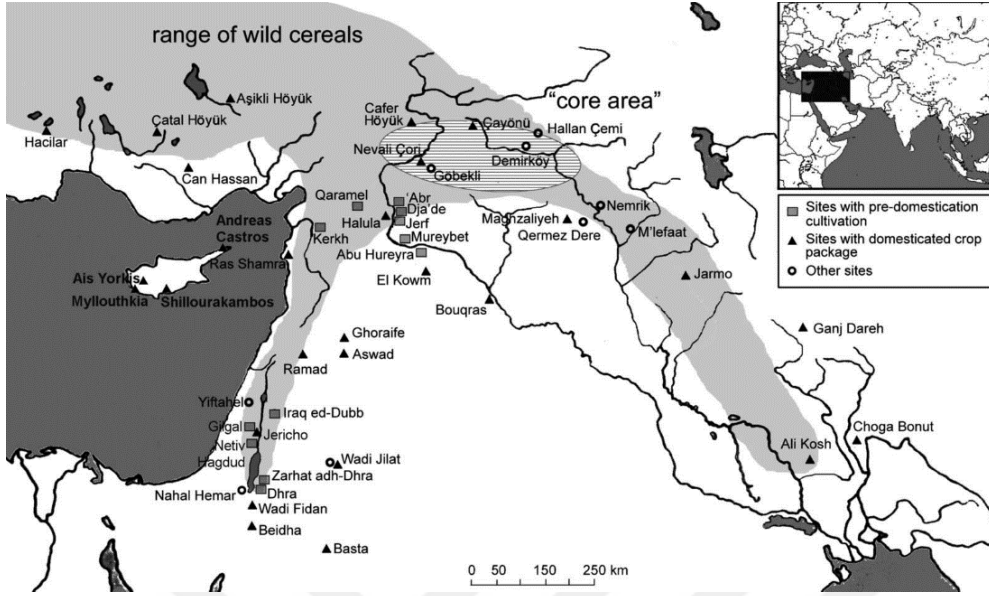 range of wild cereals
"core area"
Aşikli Höyük
Çatal Höyük
Hacilar
Can Hassan
Cafer
Höyük
Çayönü
Hallan Çemi
Nevali Çori
Göbekli
Demirköy
Qaramel
'Abr
Dja'de
Halula
Jerf
Mureybet
Kerkh
Abu Hureyra
Maghzaliyeh
Qermez Dere
Nemrik
M'lefaat
Andreas
Castros
Ras Shamra
Ais Yorkis
Myllouthkia
Shillourakambos
El Kowm
Bouqras
Jarmo
Ganj Dareh
Ghoraife
Aswad
Ramad
Yiftahel
Iraq ed-Dubb
Gilgal
Jericho
Netiv
Hagdud
Wadi Jilat
Zarhat adh-Dhra
Nahal Hemar
Dhra
Wadi Fidan
Beidha
Basta
Choga Bonut
Ali Kosh
0 50 150 250 km
Sites with pre-domestication
cultivation
Sites with domesticated crop
package
Other sites